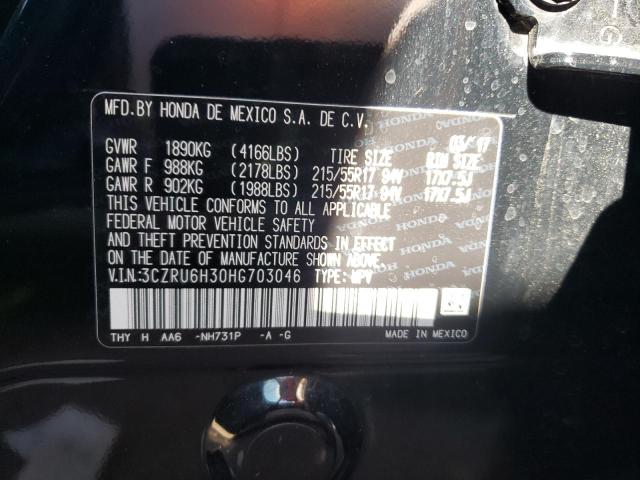 MFD.BY HONDA DE MEXICO S.A. DE C.V. 03/17
GVWR 1890KG (4166LBS) TIRE SIZE RIM SIZE
GAWR F 988KG (2178LBS) 215/55R17 94V 17X7.5J
GAWR R 902KG (1988LBS) 215/55R17 94V 17X7.5J
THIS VEHICLE CONFORMS TO ALL APPLICABLE
FEDERAL MOTOR VEHICLE SAFETY
AND THEFT PREVENTION STANDARDS IN EFFECT
ON THE DATE OF MANUFACTURE SHOWN ABOVE.
V.I.N:3CZRU6H30HG703046 TYPE: MPV
THY H AA6 -NH731P -A -G MADE IN MEXICO